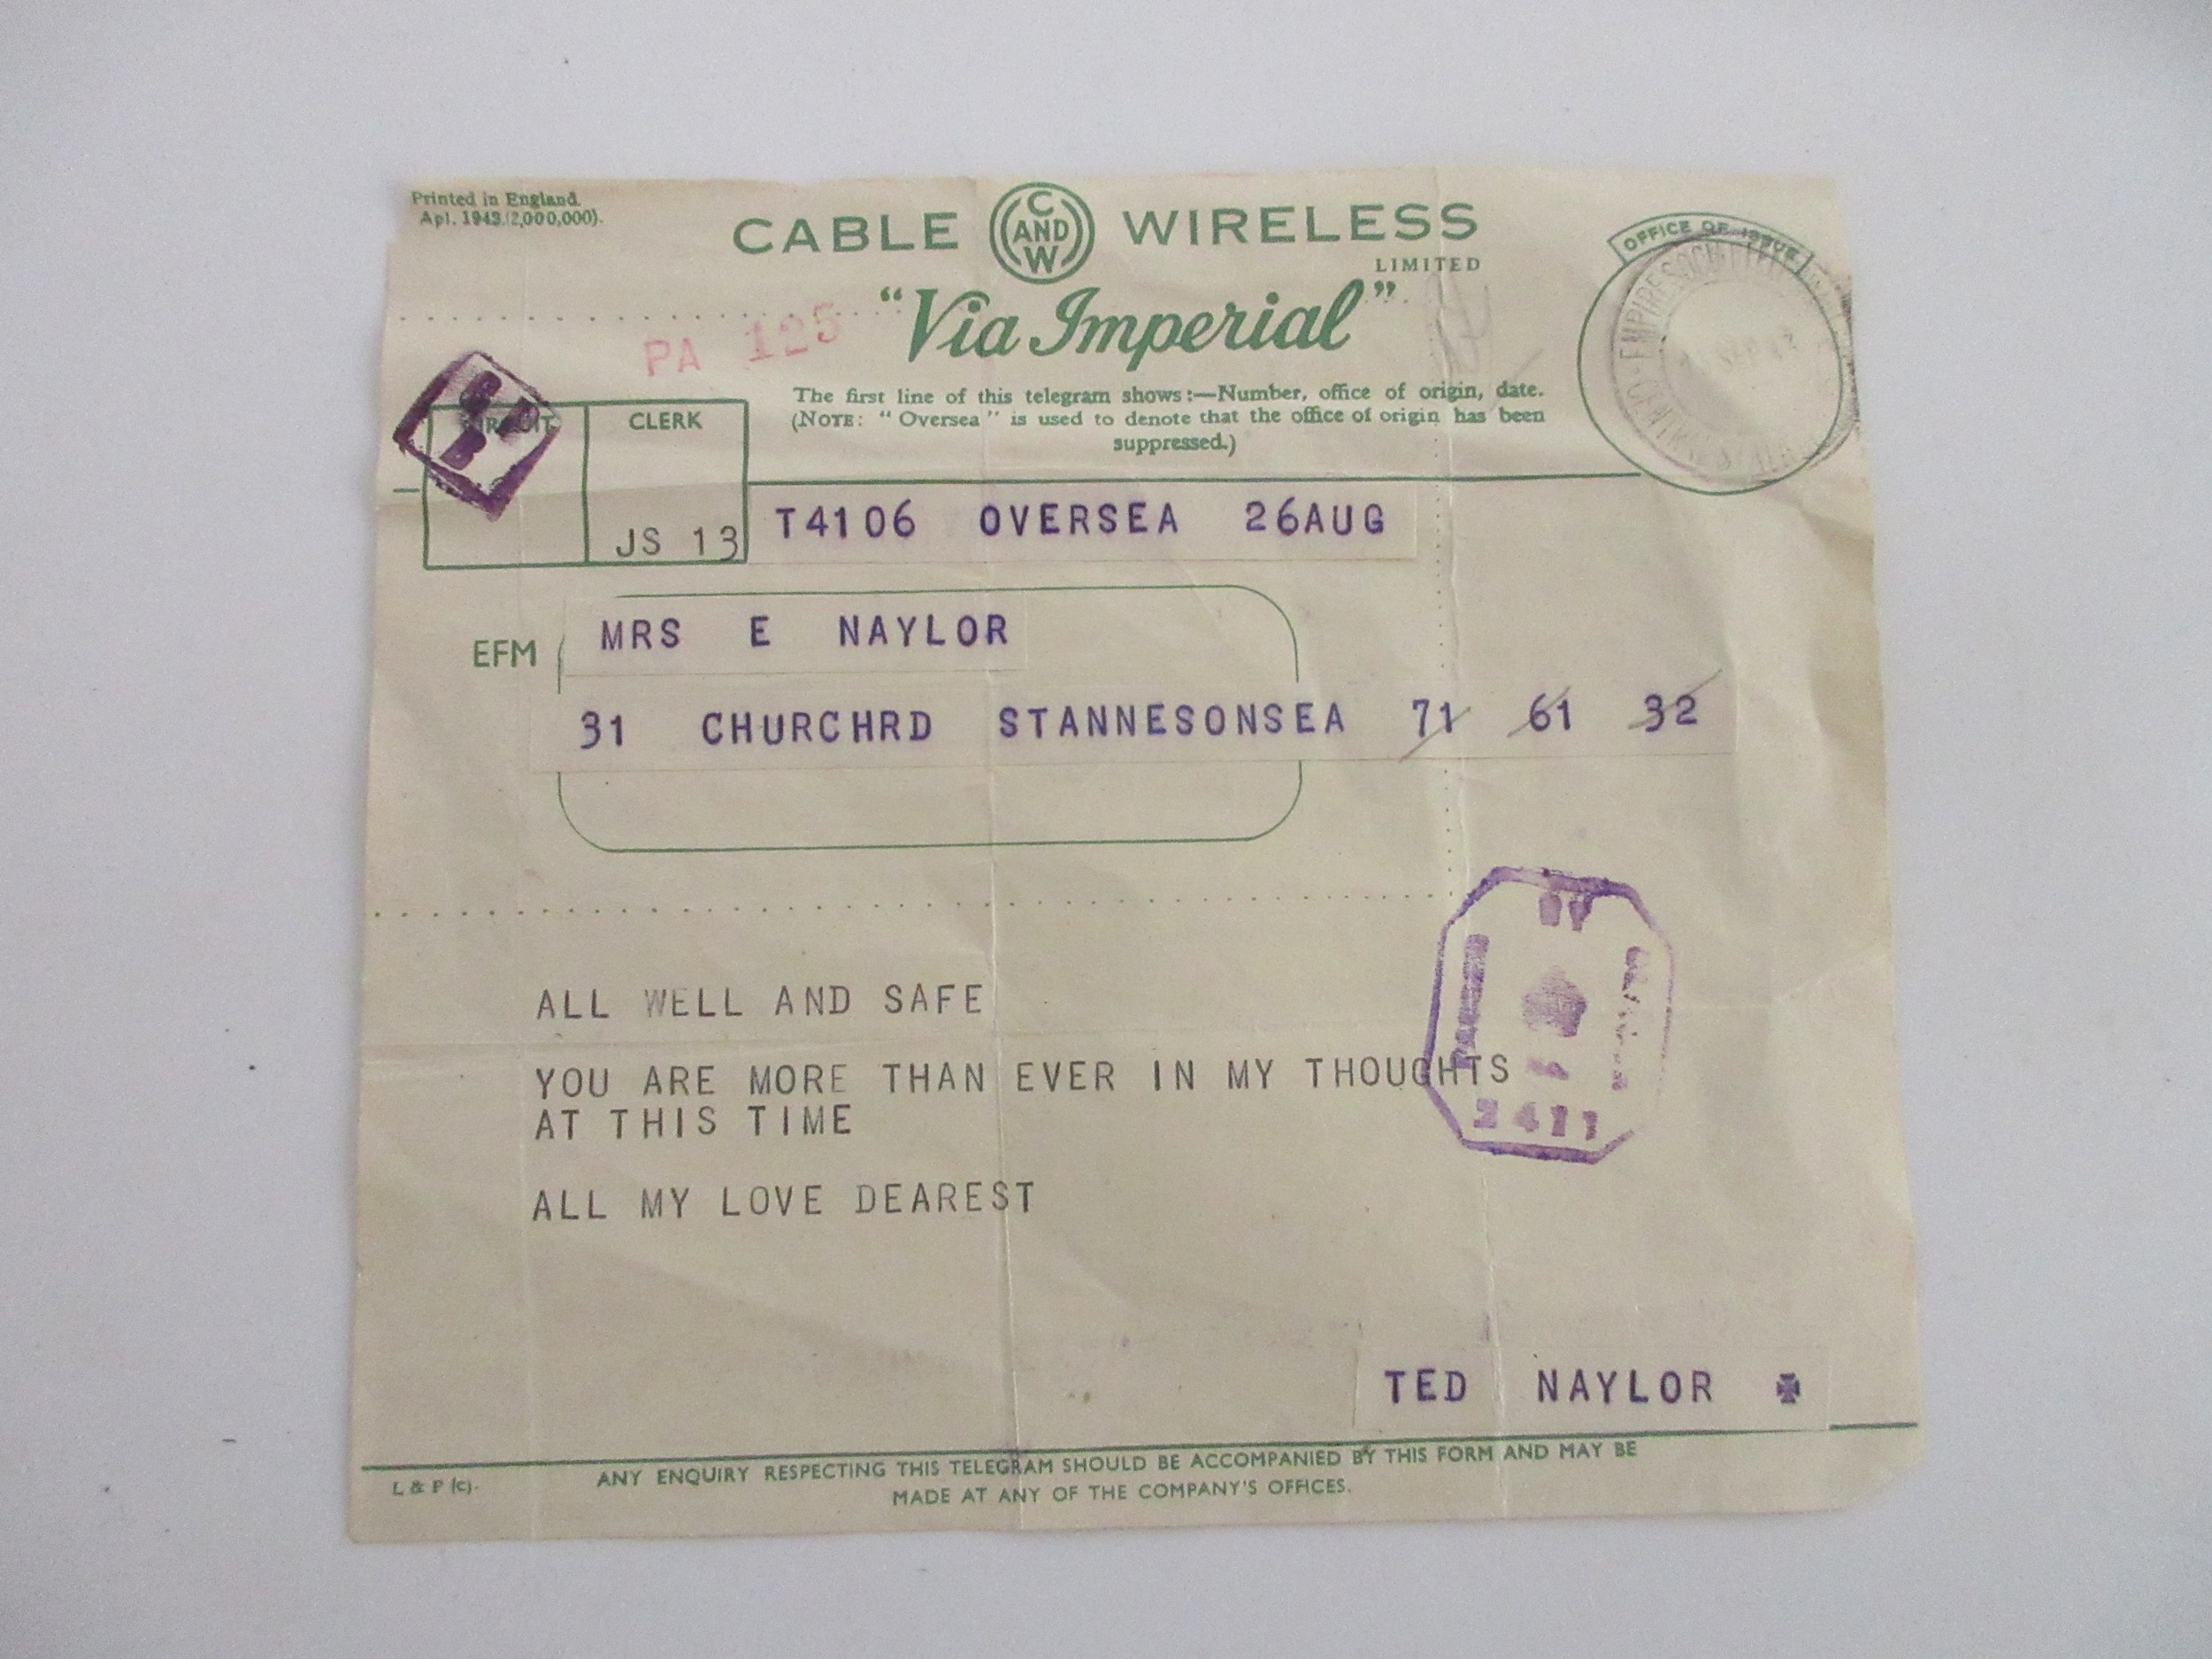 Printed in England.
Apl. 1943.(2,000,000).
CABLE C AND W WIRELESS
LIMITED
"Via Imperial"
PA 125
OFFICE OF ISSUE
The first line of this telegram shows:—Number, office of origin, date.
(NOTE: "Oversea" is used to denote that the office of origin has been
suppressed.)
CIRCUIT CLERK
JS 13
T4106 OVERSEA 26AUG
EFM
MRS E NAYLOR
31 CHURCHRD STANNESONSEA 71 61 32
ALL WELL AND SAFE
YOU ARE MORE THAN EVER IN MY THOUGHTS
AT THIS TIME
ALL MY LOVE DEAREST
2411
TED NAYLOR
L & P (c).
ANY ENQUIRY RESPECTING THIS TELEGRAM SHOULD BE ACCOMPANIED BY THIS FORM AND MAY BE
MADE AT ANY OF THE COMPANY'S OFFICES.